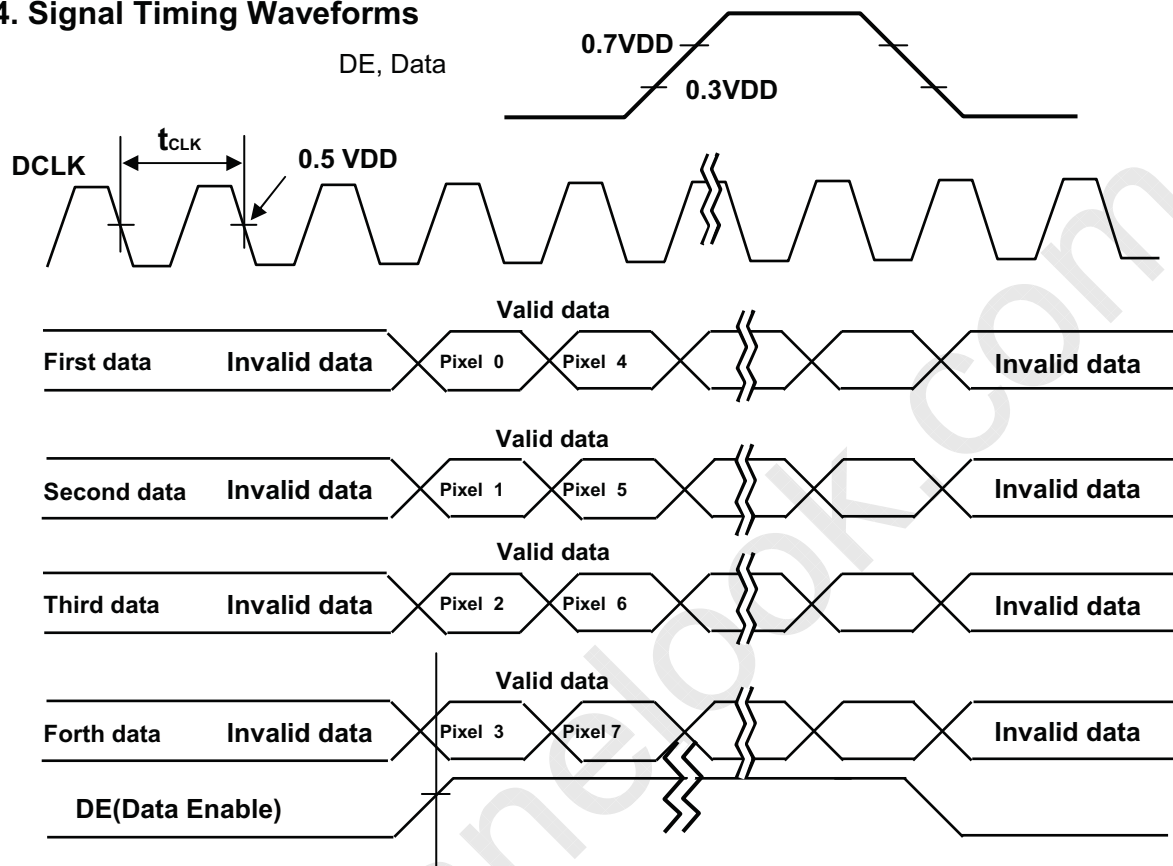 4. Signal Timing Waveforms
DE, Data
0.7VDD
0.3VDD
tCLK
DCLK
0.5 VDD
Valid data
First data Invalid data Pixel 0 Pixel 4 Invalid data
Valid data
Second data Invalid data Pixel 1 Pixel 5 Invalid data
Valid data
Third data Invalid data Pixel 2 Pixel 6 Invalid data
Valid data
Forth data Invalid data Pixel 3 Pixel 7 Invalid data
DE(Data Enable)
nelook.com